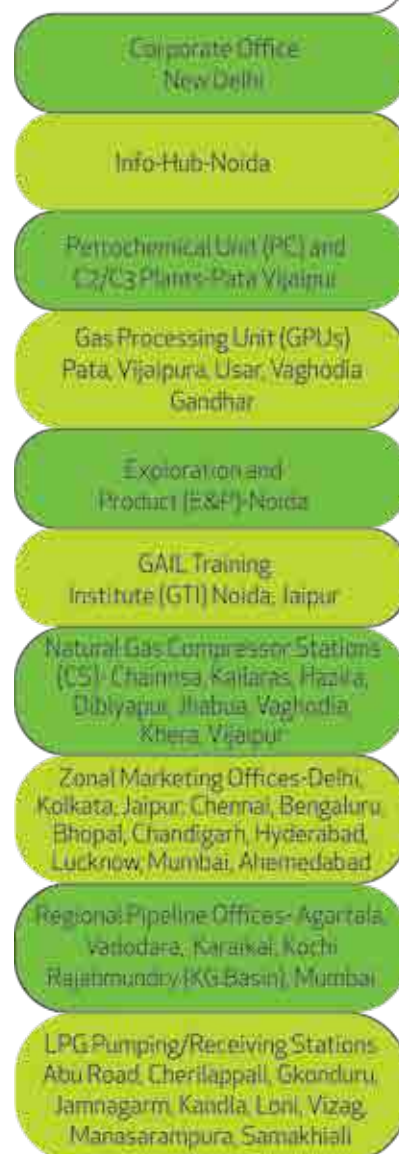 Corporate Office
New Delhi
Info-Hub-Noida
Pertochemical Unit (PC) and
C2/C3 Plants-Pata Vijaipur
Gas Processing Unit (GPUs)
Pata, Vijaipura, Usar, Vaghodia
Gandhar
Exploration and
Product (E&P)-Noida
GAIL Training
Institute (GTI) Noida, Jaipur
Natural Gas Compressor Stations
(CS)- Chainnsa, Kailaras, Hazira,
Dibiyapur, Jhabua, Vaghodia,
Khera, Vijaipur
Zonal Marketing Offices-Delhi,
Kolkata, Jaipur, Chennai, Bengaluru,
Bhopal, Chandigarh, Hyderabad,
Lucknow, Mumbai, Ahemedabad
Regional Pipeline Offices- Agartala,
Vadodara, Karaikal, Kochi
Rajahmundry (KG.Basin), Mumbai
LPG Pumping/Receiving Stations
Abu Road, Cherilappali, Gkonduru,
Jamnagarm, Kandla, Loni, Vizag,
Manasarampura, Samakhiali